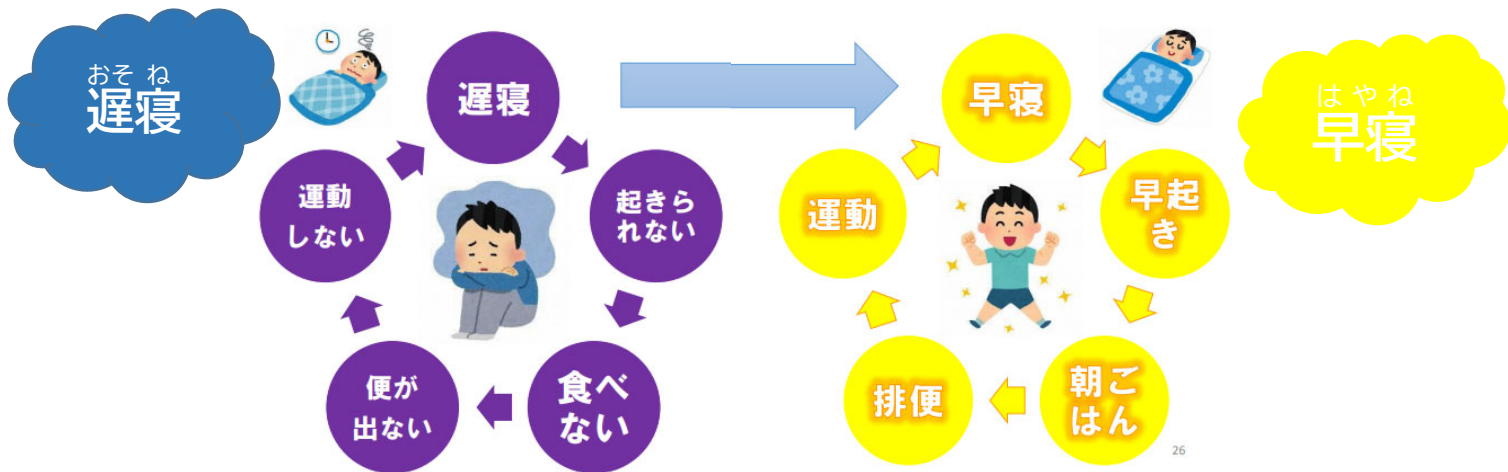 おそ ね
遅寝
遅寝
起きら
れない
食べ
ない
便が
出ない
運動
しない
早寝
早起
き
朝ご
はん
排便
運動
は や ね
早寝
26